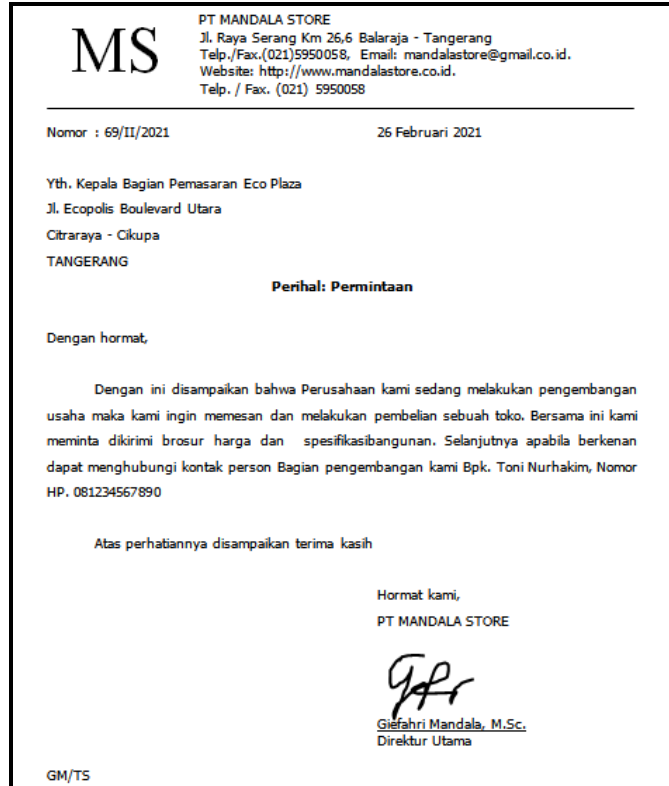 MS
PT MANDALA STORE
Jl. Raya Serang Km 26,6 Balaraja - Tangerang
Telp./Fax.(021)5950058, Email: mandalastore@gmail.co.id.
Website: http://www.mandalastore.co.id.
Telp. / Fax. (021) 5950058
Nomor : 69/II/2021 26 Februari 2021
Yth. Kepala Bagian Pemasaran Eco Plaza
Jl. Ecopolis Boulevard Utara
Citraraya - Cikupa
TANGERANG
Perihal: Permintaan
Dengan hormat,
Dengan ini disampaikan bahwa Perusahaan kami sedang melakukan pengembangan
usaha maka kami ingin memesan dan melakukan pembelian sebuah toko. Bersama ini kami
meminta dikirimi brosur harga dan spesifikasibangunan. Selanjutnya apabila berkenan
dapat menghubungi kontak person Bagian pengembangan kami Bpk. Toni Nurhakim, Nomor
HP. 081234567890
Atas perhatiannya disampaikan terima kasih
Hormat kami,
PT MANDALA STORE
Giefahri Mandala, M.Sc.
Direktur Utama
GM/TS